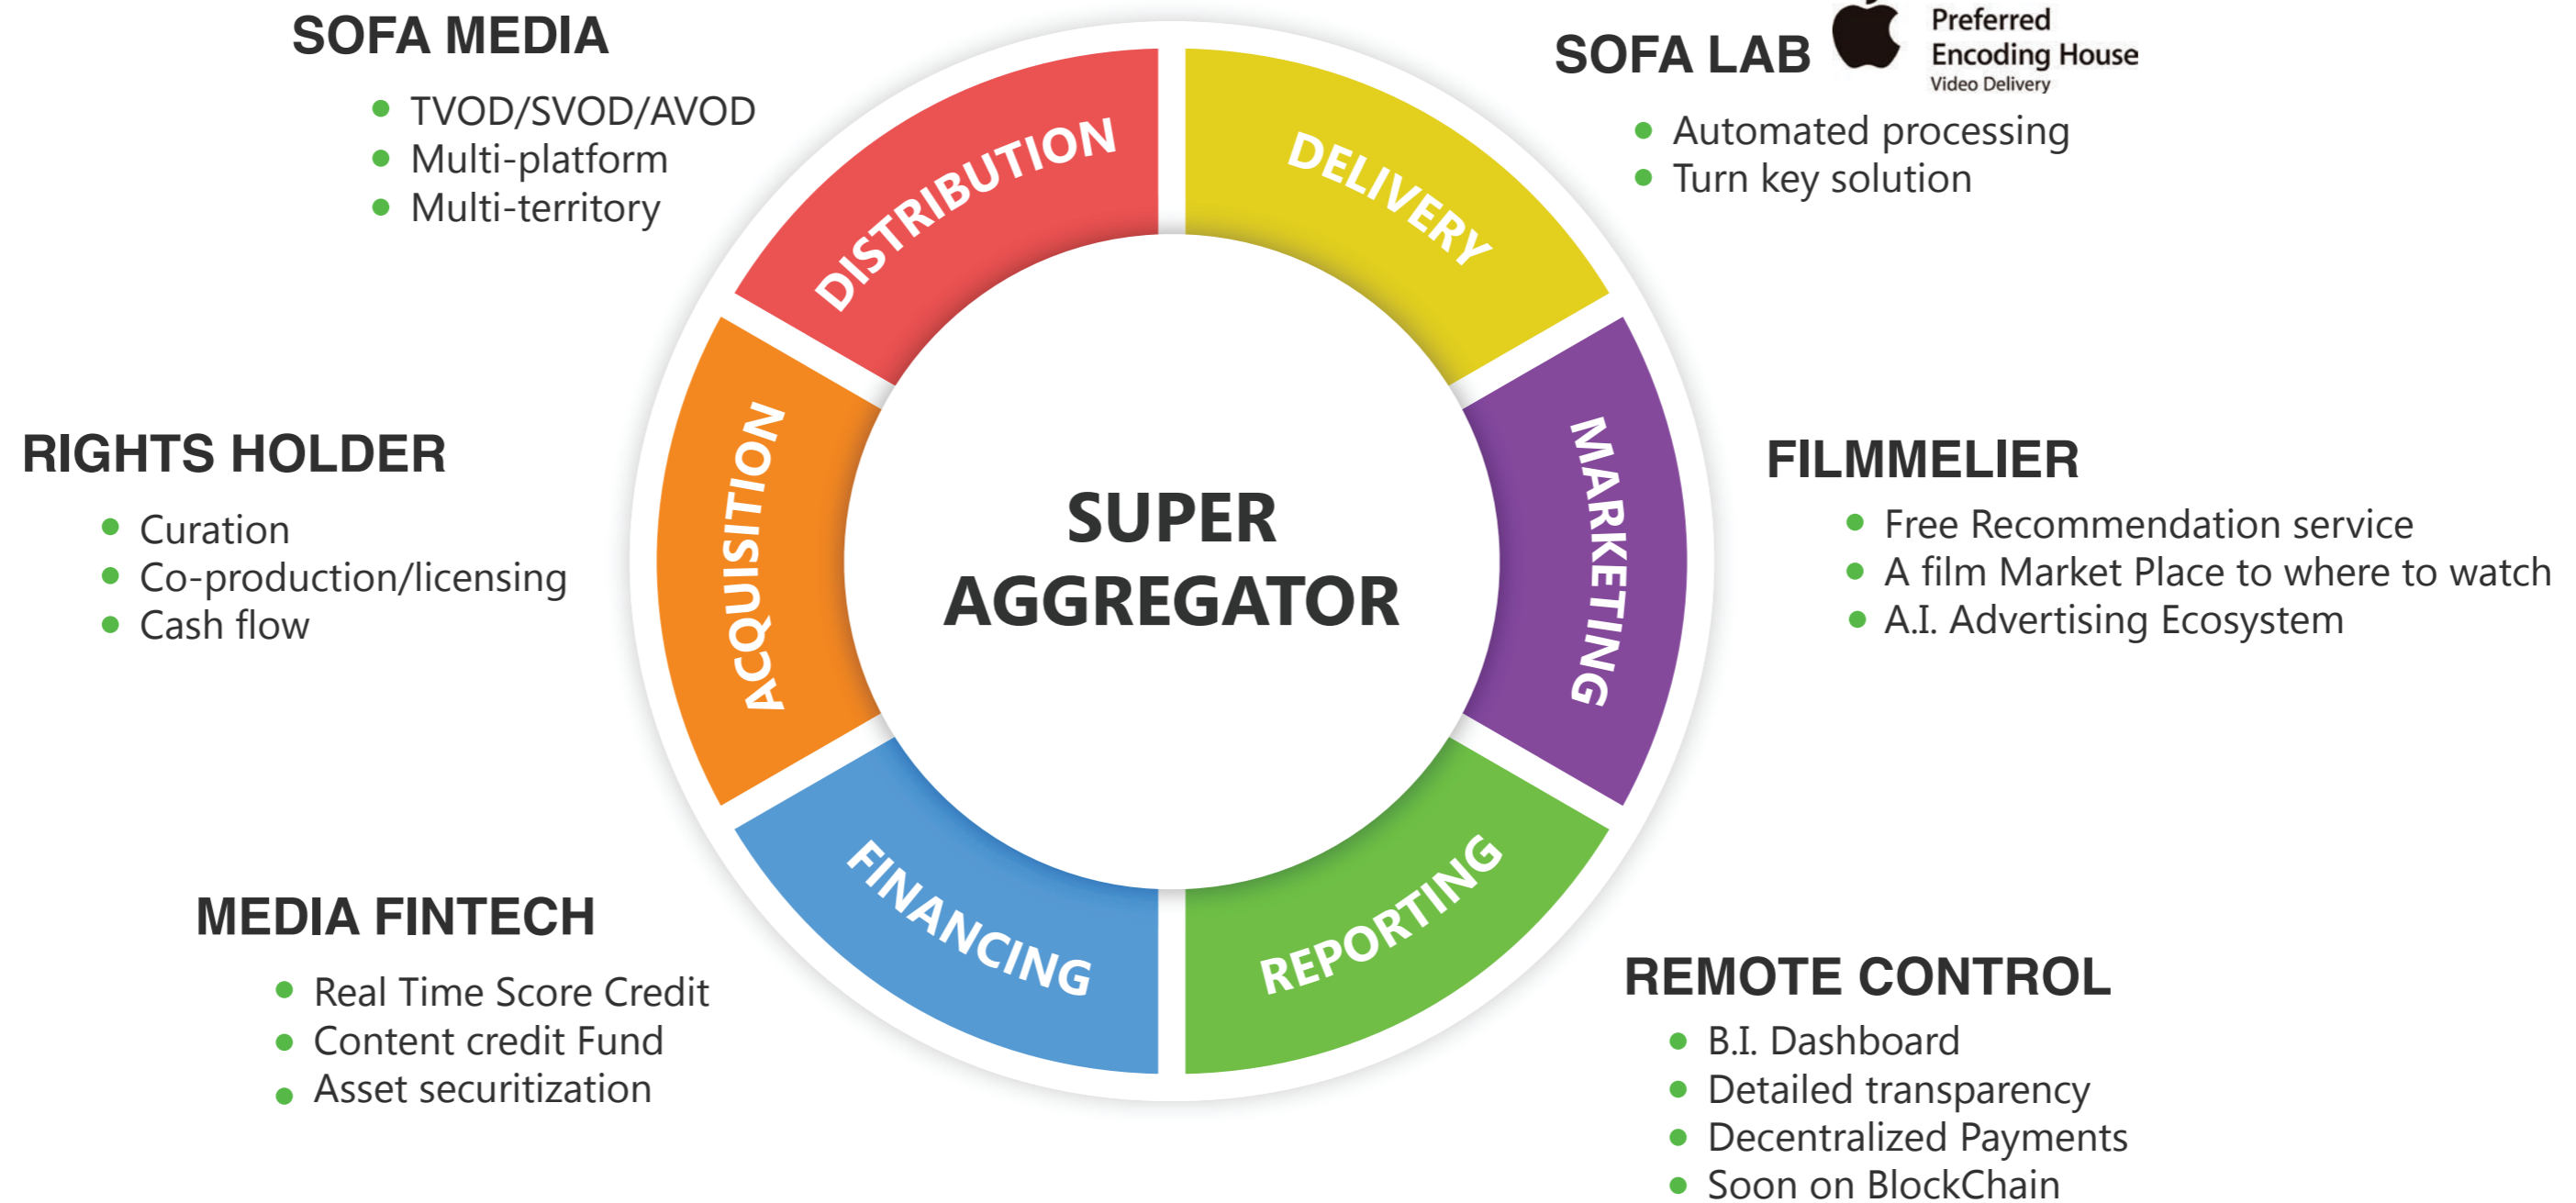 SOFA MEDIA
TVOD/SVOD/AVOD
Multi-platform
Multi-territory
SOFA LAB
Preferred
Encoding House
Video Delivery
Automated processing
Turn key solution
DISTRIBUTION
DELIVERY
RIGHTS HOLDER
Curation
Co-production/licensing
Cash flow
ACQUISITION
SUPER
AGGREGATOR
MARKETING
FILMMELIER
Free Recommendation service
A film Market Place to where to watch
A.I. Advertising Ecosystem
MEDIA FINTECH
Real Time Score Credit
Content credit Fund
Asset securitization
FINANCING
REPORTING
REMOTE CONTROL
B.I. Dashboard
Detailed transparency
Decentralized Payments
Soon on BlockChain